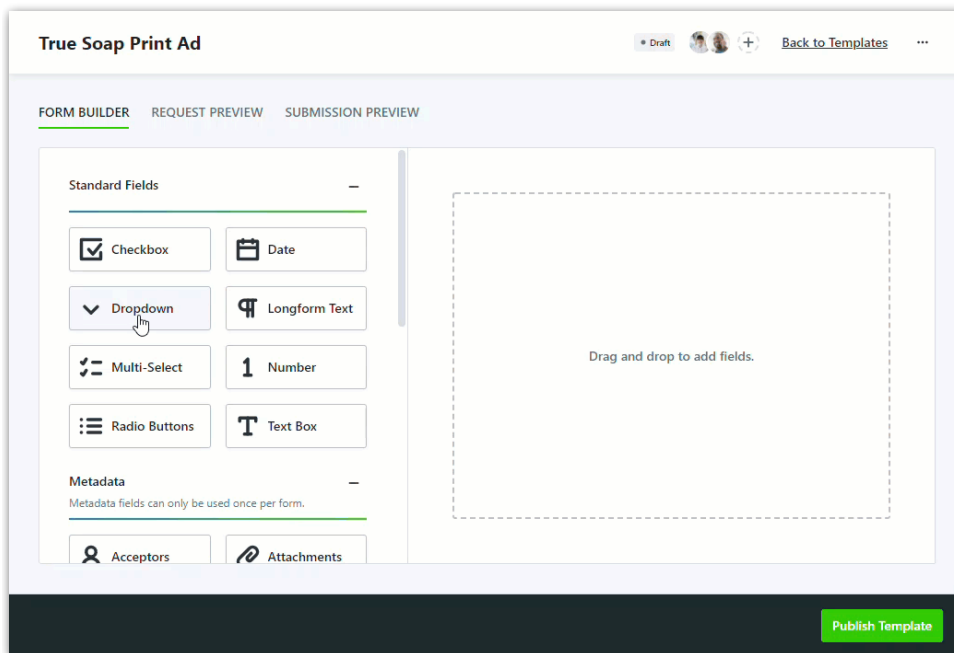 True Soap Print Ad
Draft
Back to Templates
FORM BUILDER
REQUEST PREVIEW
SUBMISSION PREVIEW
Standard Fields
Checkbox
Date
Dropdown
Longform Text
Multi-Select
Number
Radio Buttons
Text Box
Metadata
Metadata fields can only be used once per form.
Acceptors
Attachments
Drag and drop to add fields.
Publish Template